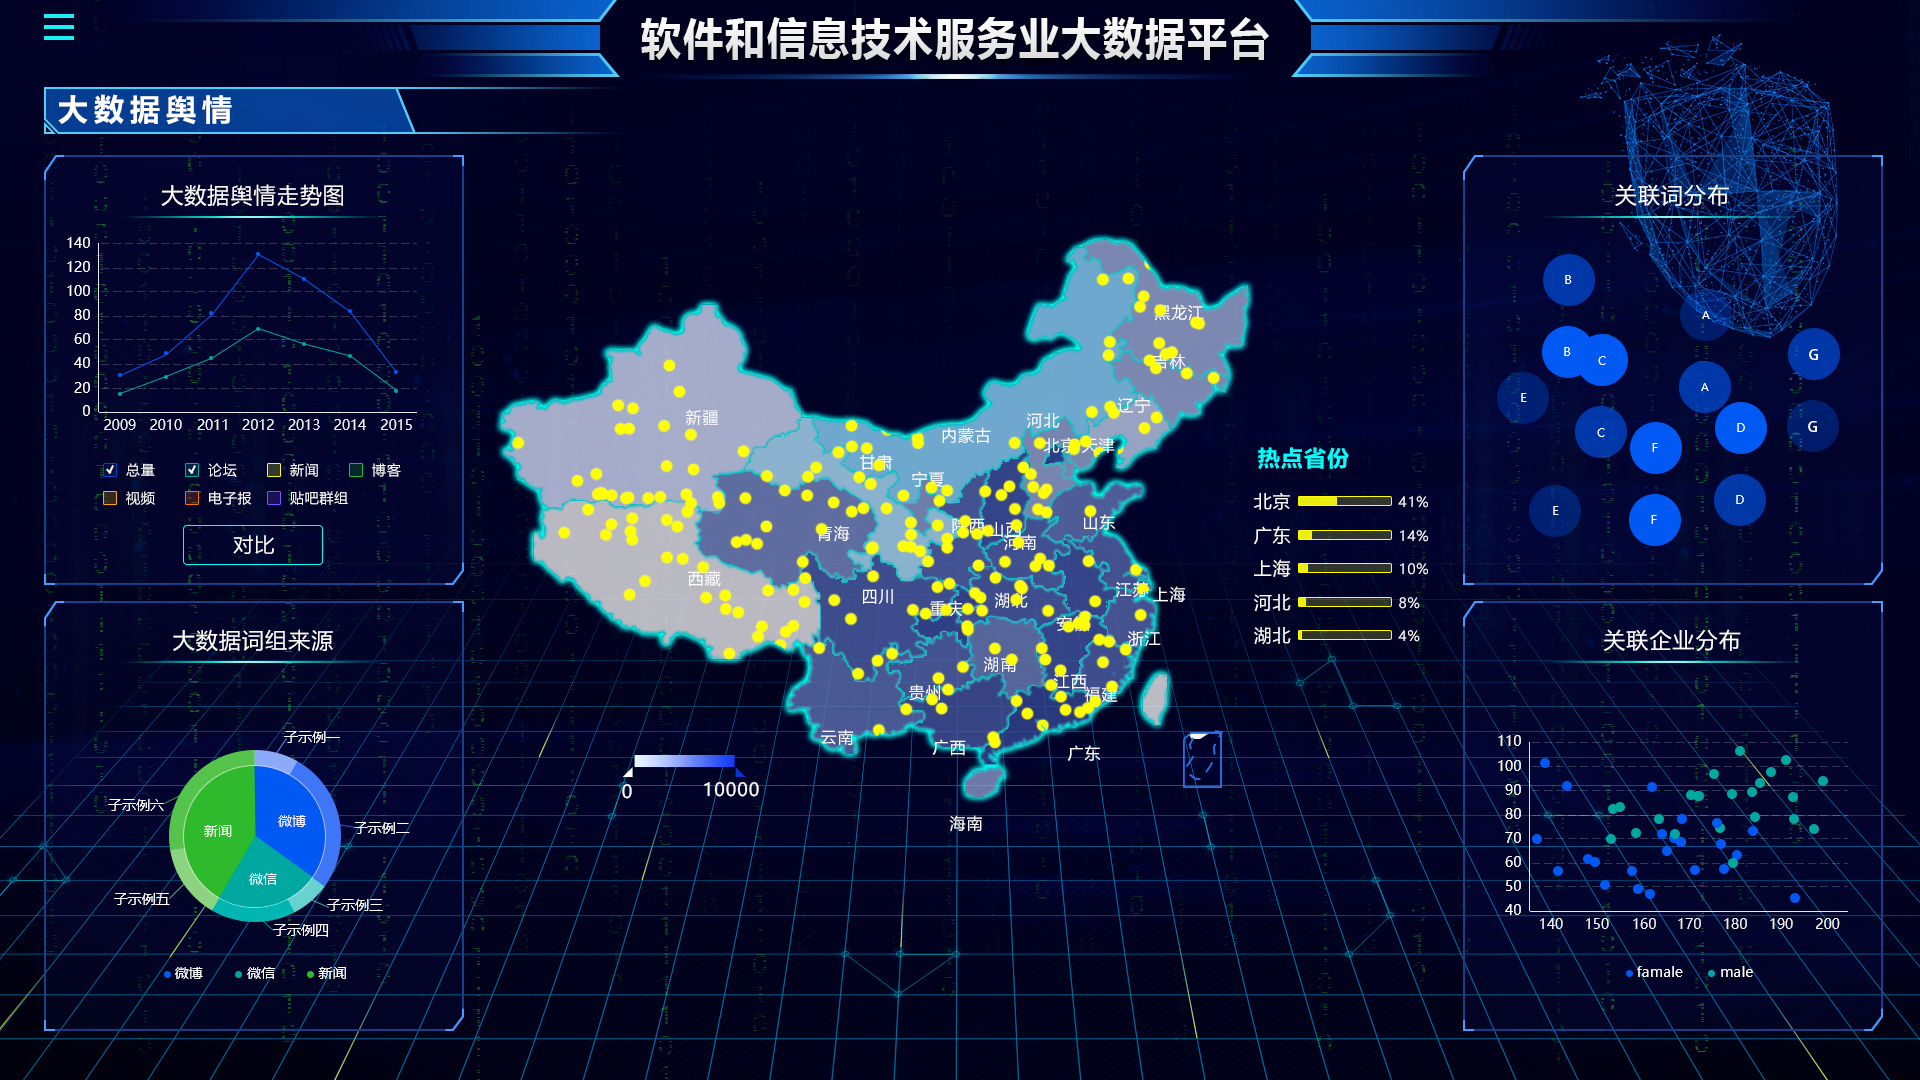 软件和信息技术服务业大数据平台
大数据舆情
大数据舆情走势图
140
120
100
80
60
40
20
0
2009 2010 2011 2012 2013 2014 2015
总量 论坛 新闻 博客
视频 电子报 贴吧群组
对比
大数据词组来源
子示例一
子示例六
新闻
微博
子示例二
微信
子示例五
子示例三
子示例四
微博 微信 新闻
黑龙江
吉林
辽宁
新疆
河北
内蒙古
北京
天津
甘肃
宁夏
山东
陕西
山西
青海
河南
西藏
江苏
上海
四川
重庆
湖北
安徽
浙江
湖南
江西
贵州
福建
云南
广西
广东
海南
0 10000
热点省份
北京 41%
广东 14%
上海 10%
河北 8%
湖北 4%
关联词分布
B
A
B
C
G
A
E
D
C
F
G
D
E
F
关联企业分布
110
100
90
80
70
60
50
40
140 150 160 170 180 190 200
famale male